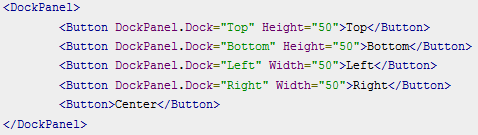 <DockPanel>
<Button DockPanel.Dock="Top" Height="50">Top</Button>
<Button DockPanel.Dock="Bottom" Height="50">Bottom</Button>
<Button DockPanel.Dock="Left" Width="50">Left</Button>
<Button DockPanel.Dock="Right" Width="50">Right</Button>
<Button>Center</Button>
</DockPanel>